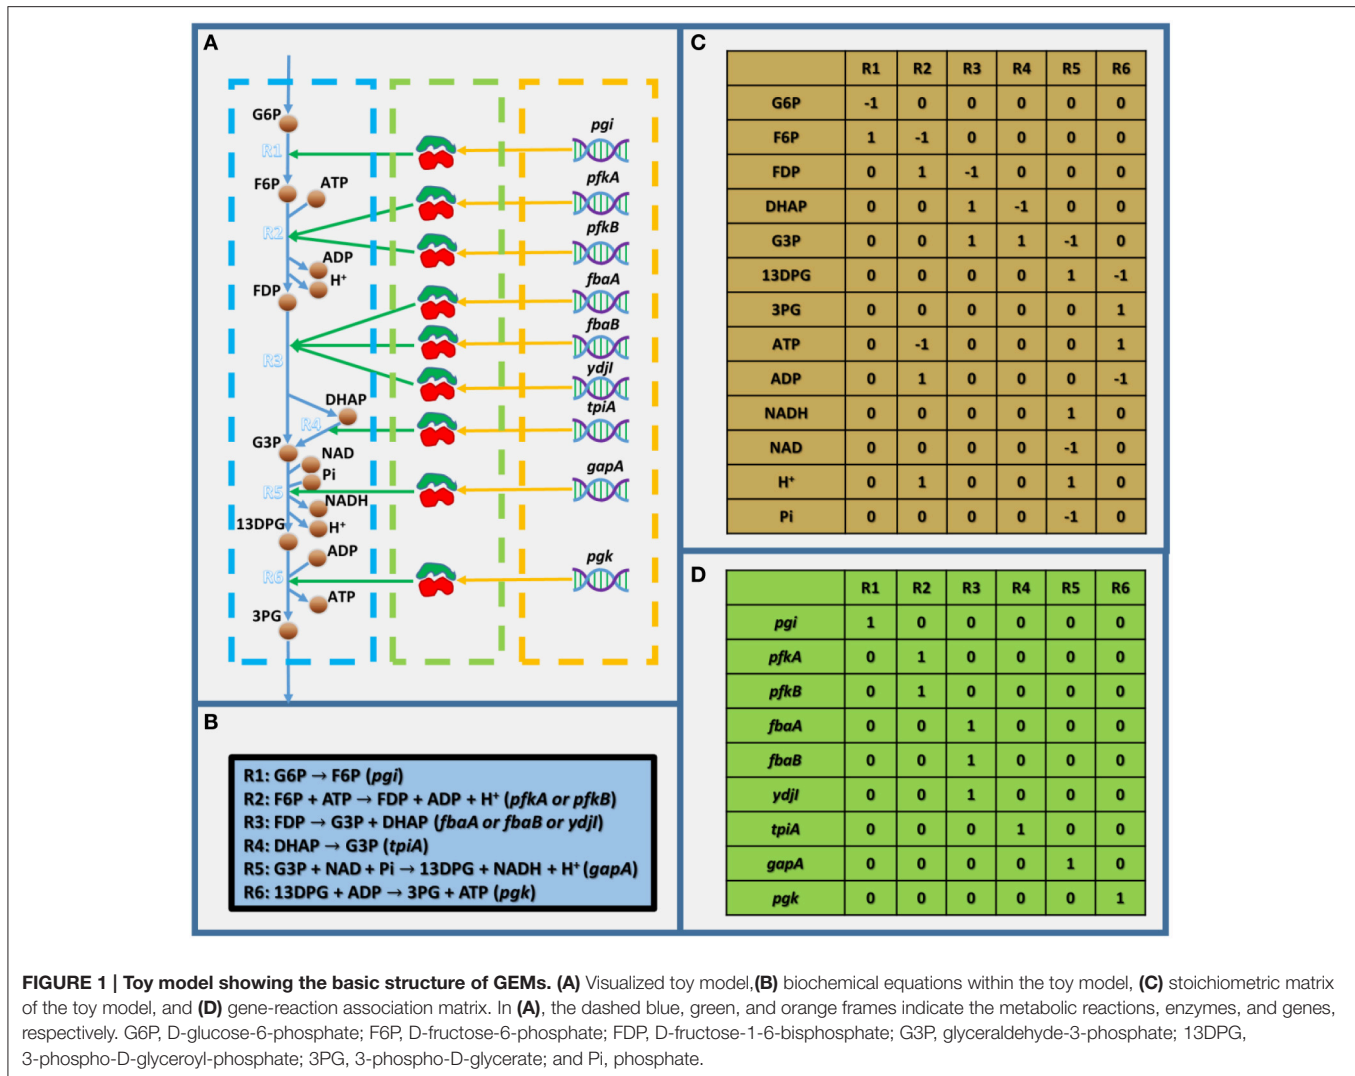 A
G6P
R1
F6P
ATP
R2
ADP
H⁺
FDP
R3
DHAP
R4
G3P
NAD
Pi
R5
NADH
13DPG
H⁺
ADP
R6
ATP
3PG
pgi
pfkA
pfkB
fbaA
fbaB
ydjI
tpiA
gapA
pgk
B
R1: G6P → F6P (pgi)
R2: F6P + ATP → FDP + ADP + H⁺ (pfkA or pfkB)
R3: FDP → G3P + DHAP (fbaA or fbaB or ydjI)
R4: DHAP → G3P (tpiA)
R5: G3P + NAD + Pi → 13DPG + NADH + H⁺ (gapA)
R6: 13DPG + ADP → 3PG + ATP (pgk)
C
R1 R2 R3 R4 R5 R6
G6P -1 0 0 0 0 0
F6P 1 -1 0 0 0 0
FDP 0 1 -1 0 0 0
DHAP 0 0 1 -1 0 0
G3P 0 0 1 1 -1 0
13DPG 0 0 0 0 1 -1
3PG 0 0 0 0 0 1
ATP 0 -1 0 0 0 1
ADP 0 1 0 0 0 -1
NADH 0 0 0 0 1 0
NAD 0 0 0 0 -1 0
H⁺ 0 1 0 0 1 0
Pi 0 0 0 0 -1 0
D
R1 R2 R3 R4 R5 R6
pgi 1 0 0 0 0 0
pfkA 0 1 0 0 0 0
pfkB 0 1 0 0 0 0
fbaA 0 0 1 0 0 0
fbaB 0 0 1 0 0 0
ydjI 0 0 1 0 0 0
tpiA 0 0 0 1 0 0
gapA 0 0 0 0 1 0
pgk 0 0 0 0 0 1
FIGURE 1 | Toy model showing the basic structure of GEMs. (A) Visualized toy model,(B) biochemical equations within the toy model, (C) stoichiometric matrix
of the toy model, and (D) gene-reaction association matrix. In (A), the dashed blue, green, and orange frames indicate the metabolic reactions, enzymes, and genes,
respectively. G6P, D-glucose-6-phosphate; F6P, D-fructose-6-phosphate; FDP, D-fructose-1-6-bisphosphate; G3P, glyceraldehyde-3-phosphate; 13DPG,
3-phospho-D-glyceroyl-phosphate; 3PG, 3-phospho-D-glycerate; and Pi, phosphate.